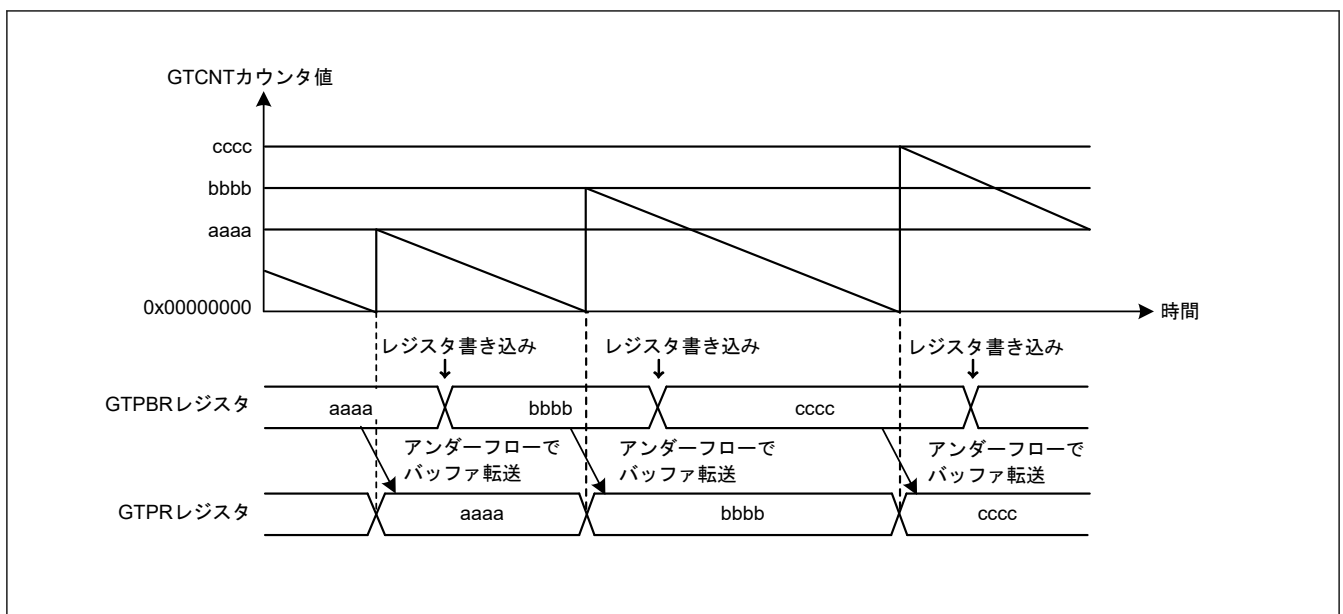 GTCNTカウンタ値
cccc
bbbb
aaaa
0x00000000
時間
レジスタ書き込み
レジスタ書き込み
レジスタ書き込み
GTPBRレジスタ
aaaa
bbbb
cccc
アンダーフローで
バッファ転送
アンダーフローで
バッファ転送
アンダーフローで
バッファ転送
GTPRレジスタ
aaaa
bbbb
cccc